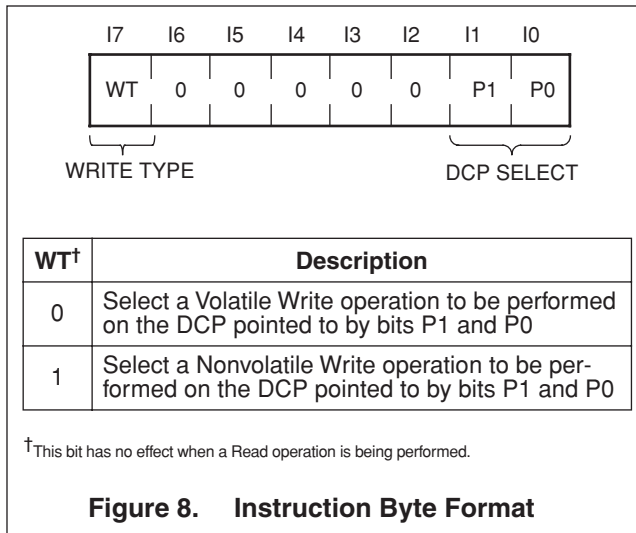 I7 I6 I5 I4 I3 I2 I1 I0
WT 0 0 0 0 0 P1 P0
WRITE TYPE DCP SELECT
WT† Description
0 Select a Volatile Write operation to be performed
on the DCP pointed to by bits P1 and P0
1 Select a Nonvolatile Write operation to be per-
formed on the DCP pointed to by bits P1 and P0
†This bit has no effect when a Read operation is being performed.
Figure 8. Instruction Byte Format